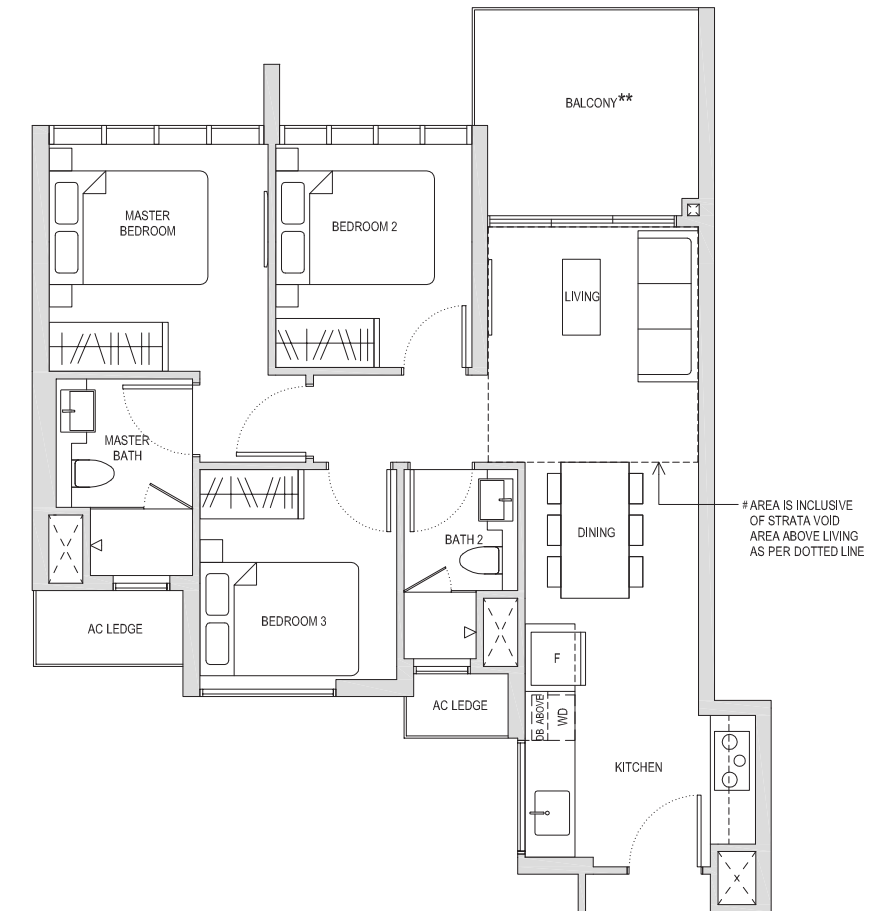 BALCONY**
MASTER
BEDROOM
BEDROOM 2
LIVING
MASTER
BATH
# AREA IS INCLUSIVE
OF STRATA VOID
AREA ABOVE LIVING
AS PER DOTTED LINE
BATH 2
DINING
AC LEDGE
BEDROOM 3
F
AC LEDGE
DB ABOVE
WD
KITCHEN
X